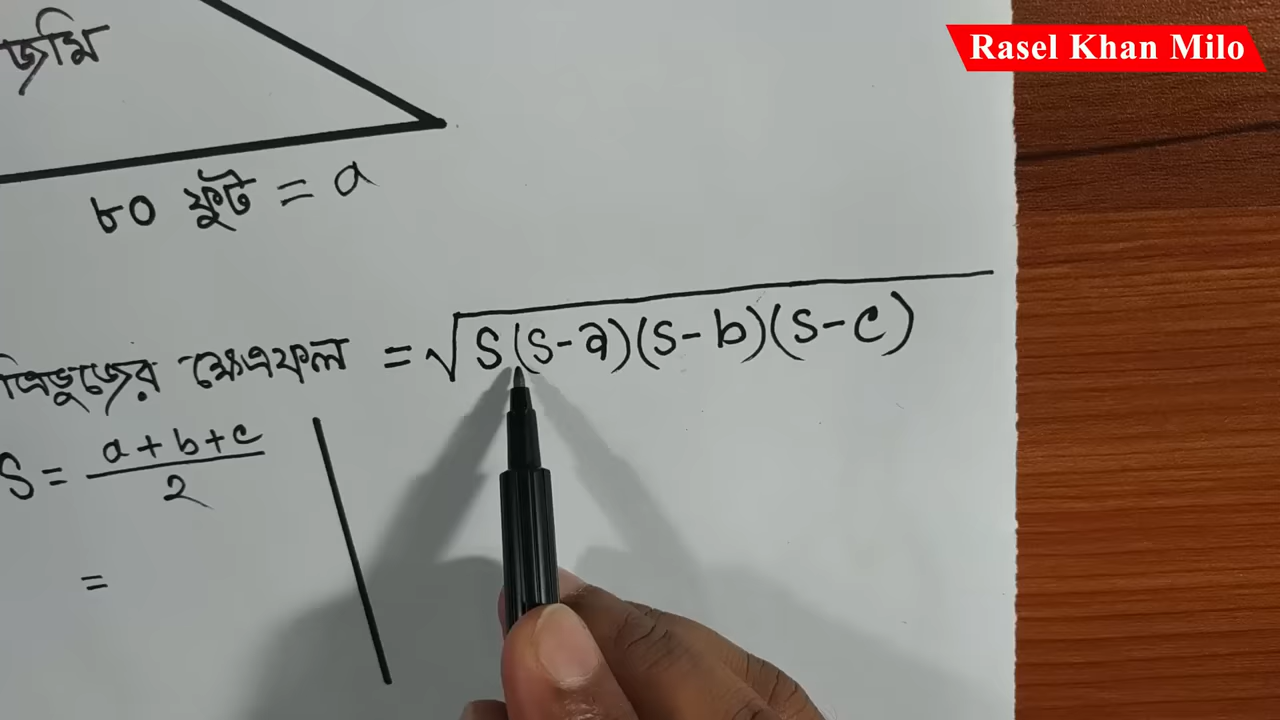 Rasel Khan Milo
জমি
৮০ ফুট = a
ত্রিভুজের ক্ষেত্রফল = √S(S-a)(S-b)(S-c)
S = a+b+c
2
=